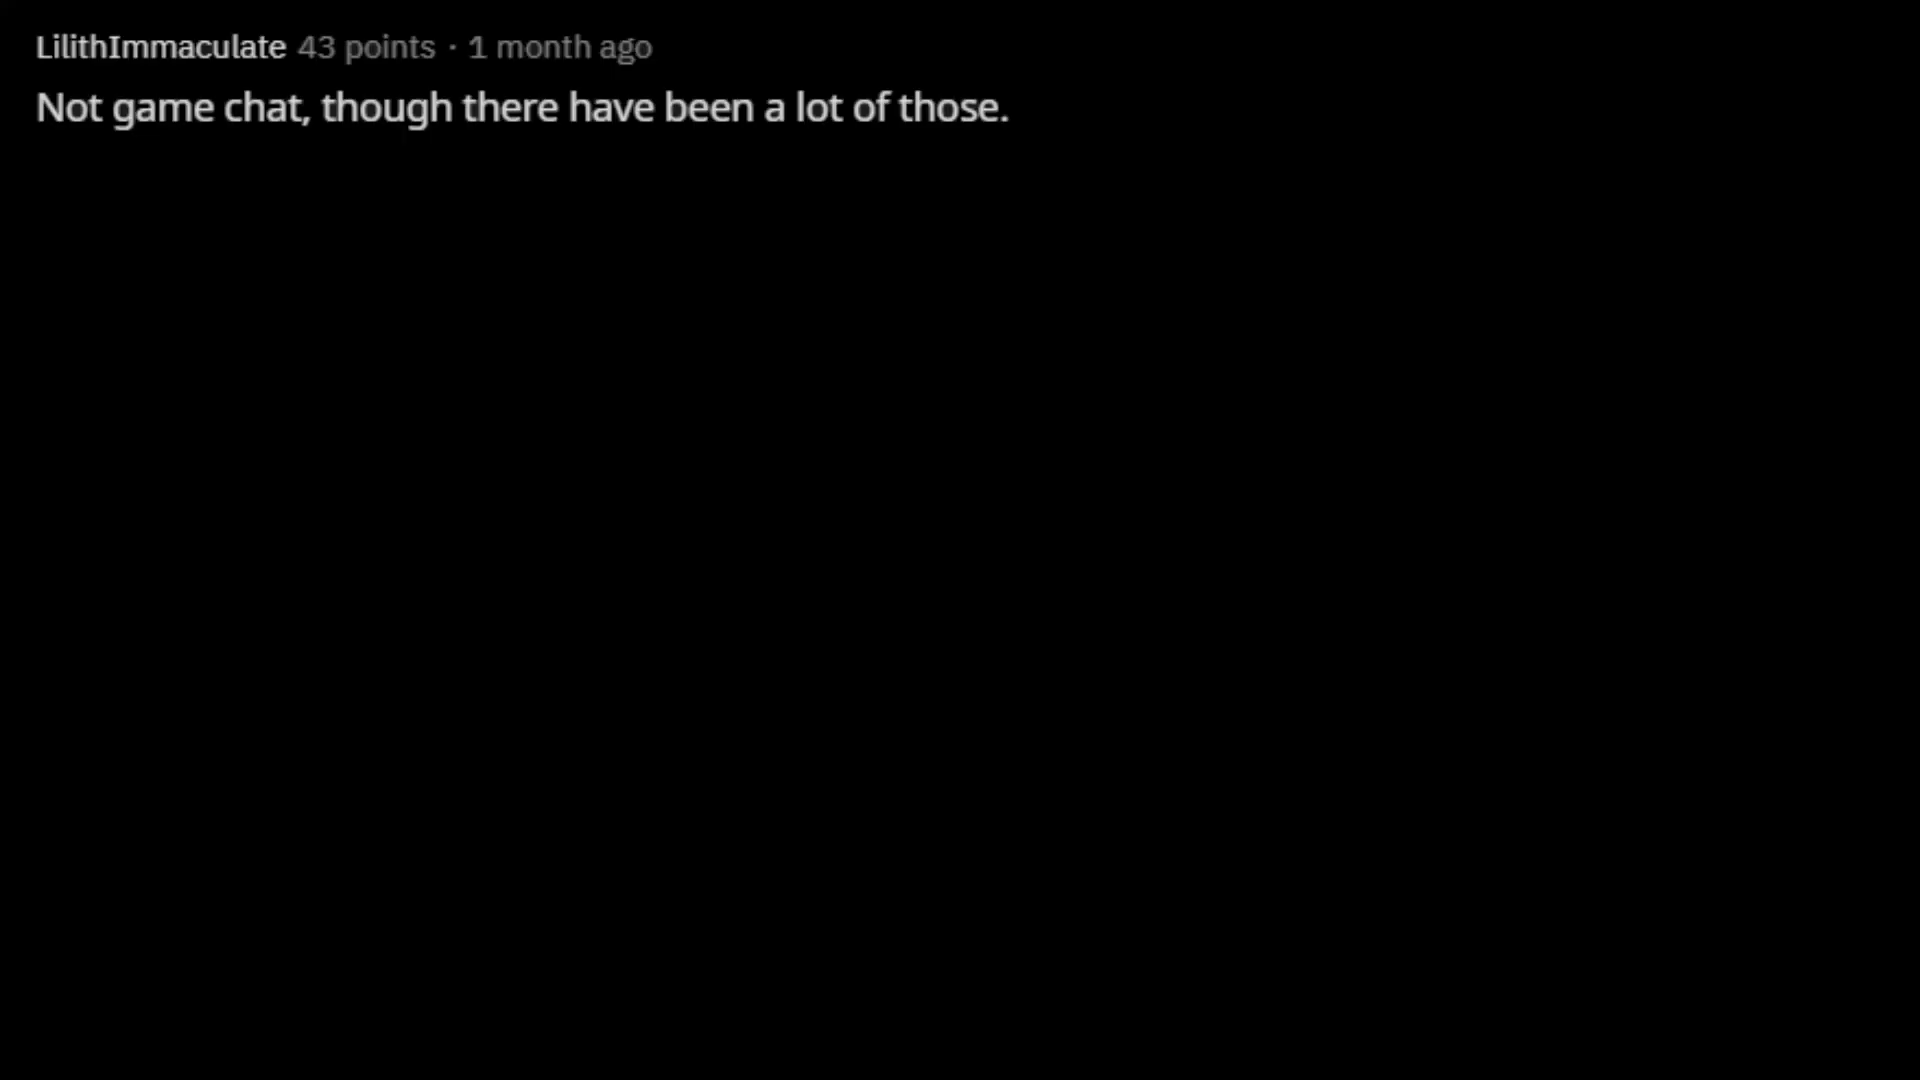 LilithImmaculate 43 points · 1 month ago
Not game chat, though there have been a lot of those.